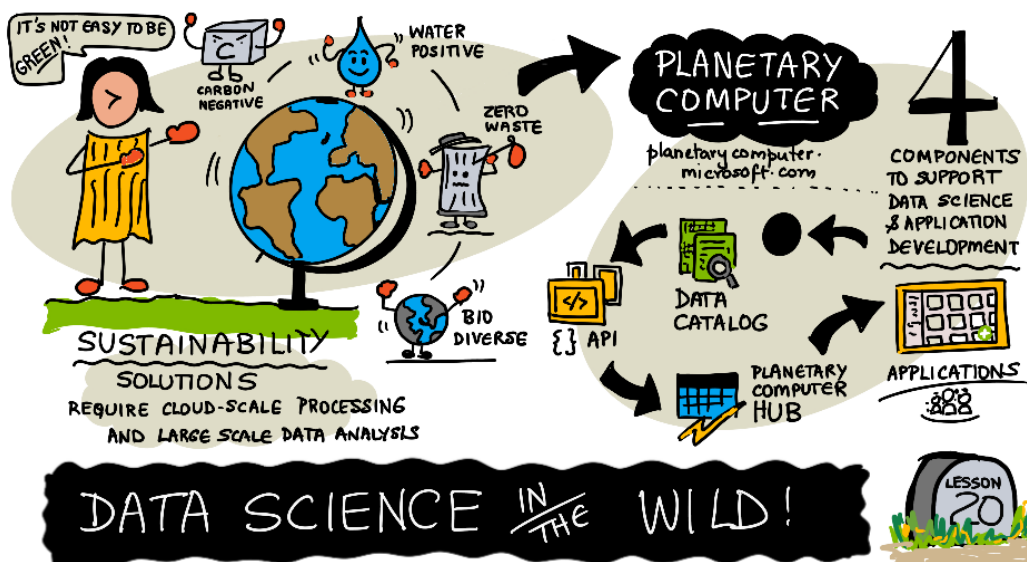 IT'S NOT EASY TO BE
GREEN!
C
CARBON
NEGATIVE
WATER
POSITIVE
ZERO
WASTE
BIO
DIVERSE
SUSTAINABILITY
SOLUTIONS
REQUIRE CLOUD-SCALE PROCESSING
AND LARGE SCALE DATA ANALYSIS
PLANETARY
COMPUTER
planetarycomputer.
microsoft.com
4
COMPONENTS
TO SUPPORT
DATA SCIENCE
& APPLICATION
DEVELOPMENT
DATA
CATALOG
</>
{} API
PLANETARY
COMPUTER
HUB
APPLICATIONS
DATA SCIENCE IN THE WILD!
LESSON
20